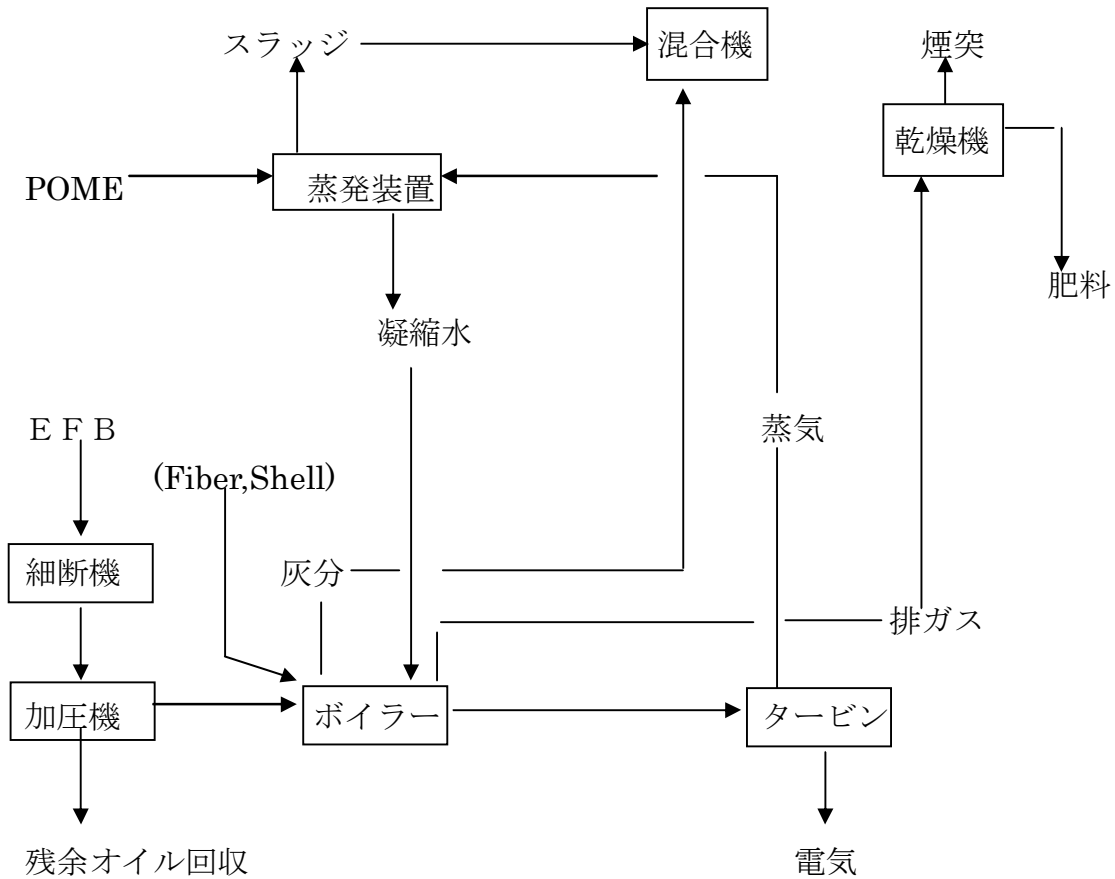 スラッジ
混合機
煙突
乾燥機
POME
蒸発装置
肥料
凝縮水
ＥＦＢ
蒸気
(Fiber,Shell)
細断機
灰分
排ガス
加圧機
ボイラー
タービン
残余オイル回収
電気